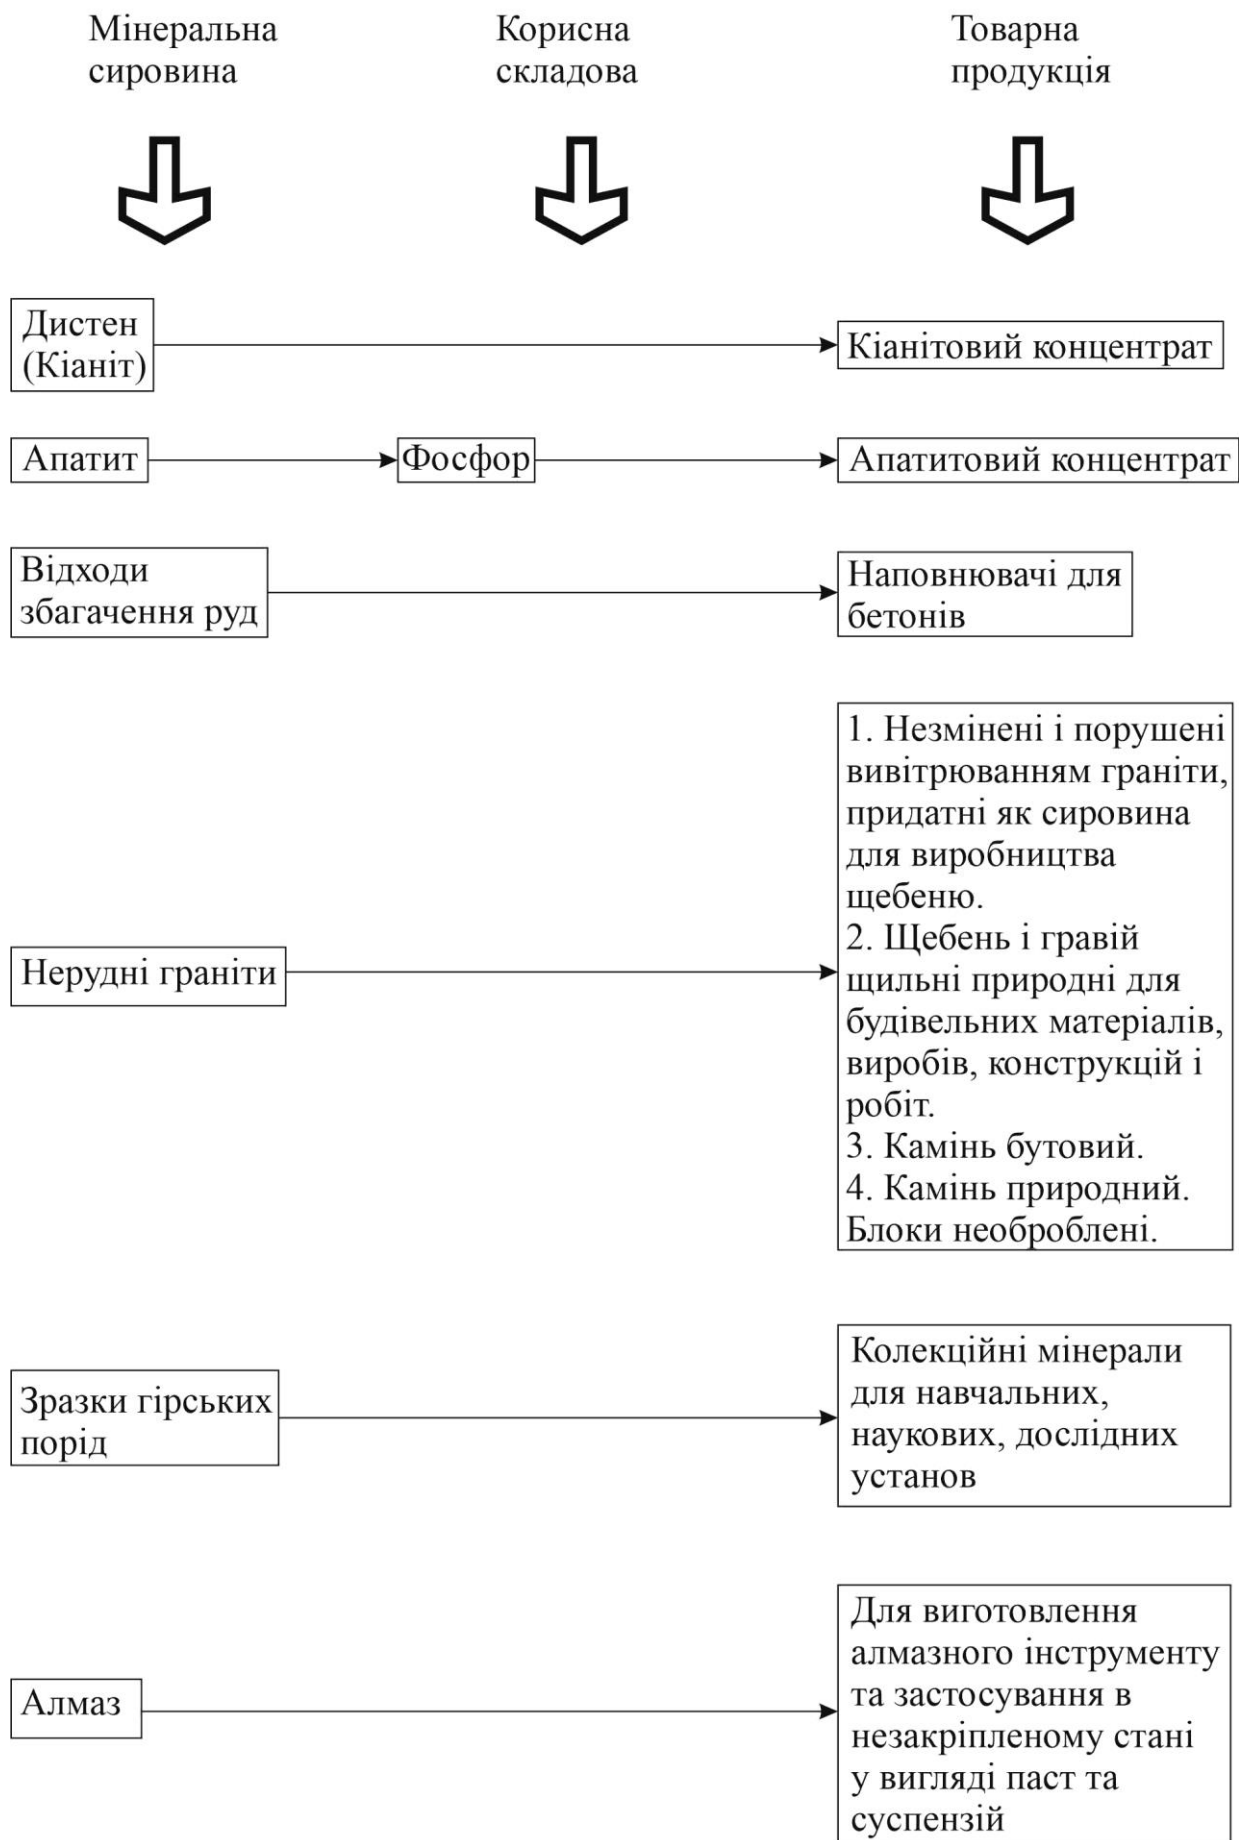 Мінеральна
сировина
Корисна
складова
Товарна
продукція
Дистен
(Кіаніт)
Кіанітовий концентрат
Апатит
Фосфор
Апатитовий концентрат
Відходи
збагачення руд
Наповнювачі для
бетонів
Нерудні граніти
1. Незмінені і порушені
вивітрюванням граніти,
придатні як сировина
для виробництва
щебеню.
2. Щебень і гравій
щильні природні для
будівельних матеріалів,
виробів, конструкцій і
робіт.
3. Камінь бутовий.
4. Камінь природний.
Блоки необроблені.
Зразки гірських
порід
Колекційні мінерали
для навчальних,
наукових, дослідних
установ
Алмаз
Для виготовлення
алмазного інструменту
та застосування в
незакріпленому стані
у вигляді паст та
суспензій